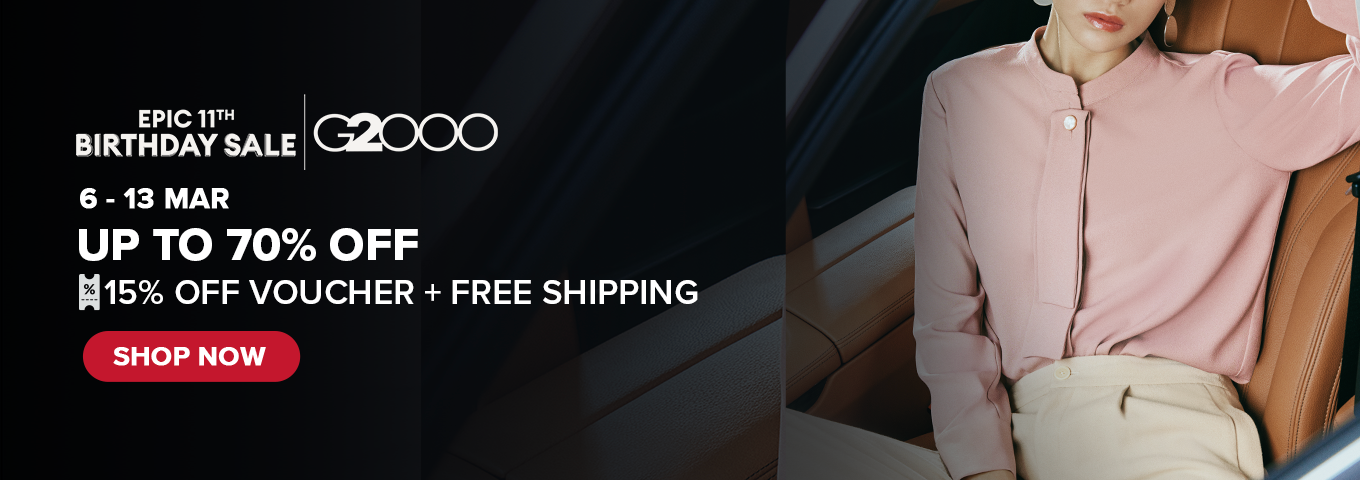 EPIC 11TH
BIRTHDAY SALE
G2000
6 - 13 MAR
UP TO 70% OFF
%
15% OFF VOUCHER + FREE SHIPPING
SHOP NOW